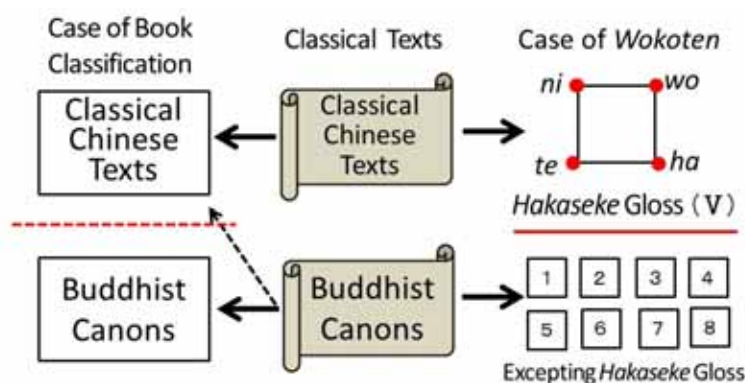 Case of Book
Classification
Classical
Chinese
Texts
Buddhist
Canons
Classical Texts
Classical
Chinese
Texts
Buddhist
Canons
Case of Wokoten
ni wo
te ha
Hakaseke Gloss (V)
1 2 3 4
5 6 7 8
Excepting Hakaseke Gloss